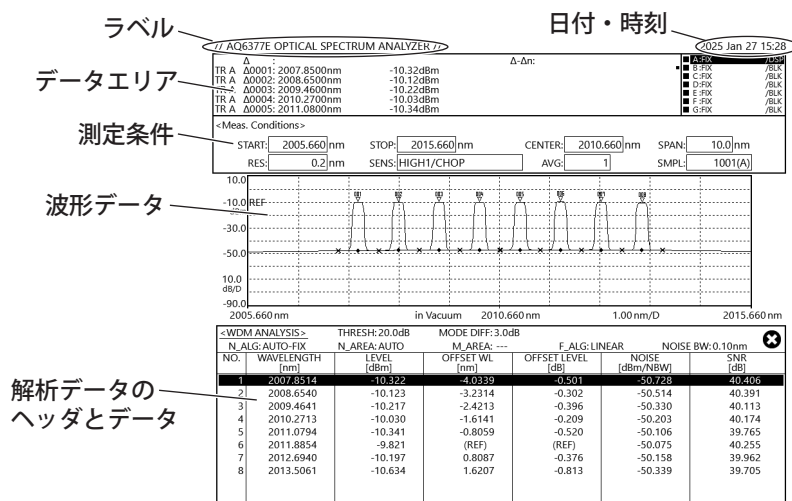 ラベル
日付・時刻
// AQ6377E OPTICAL SPECTRUM ANALYZER //
2025 Jan 27 15:28
データエリア
Δ : Δ-Δn:
TR A Δ0001: 2007.8500nm -10.32dBm
TR A Δ0002: 2008.6500nm -10.12dBm
Δ0003: 2009.4600nm -10.22dBm
TR A Δ0004: 2010.2700nm -10.03dBm
TR A Δ0005: 2011.0800nm -10.34dBm
A:FIX /DSP
B:FIX /BLK
C:FIX /BLK
D:FIX /BLK
E:FIX /BLK
F:FIX /BLK
G:FIX /BLK
測定条件
<Meas. Conditions>
START: 2005.660 nm STOP: 2015.660 nm CENTER: 2010.660 nm SPAN: 10.0 nm
RES: 0.2 nm SENS: HIGH1/CHOP AVG: 1 SMPL: 1001(A)
波形データ
10.0
001 002 003 004 005 006 007 008
-10.0 REF
-30.0
-50.0
10.0
dB/D
-90.0
2005.660 nm in Vacuum 2010.660 nm 1.00 nm/D 2015.660 nm
解析データの
ヘッダとデータ
<WDM ANALYSIS> THRESH: 20.0dB MODE DIFF: 3.0dB
N_ALG: AUTO-FIX N_AREA: AUTO M_AREA: --- F_ALG: LINEAR NOISE BW: 0.10nm
NO. WAVELENGTH LEVEL OFFSET WL OFFSET LEVEL NOISE SNR
[nm] [dBm] [nm] [dB] [dBm/NBW] [dB]
1 2007.8514 -10.322 -4.0339 -0.501 -50.728 40.406
2 2008.6540 -10.123 -3.2314 -0.302 -50.514 40.391
3 2009.4641 -10.217 -2.4213 -0.396 -50.330 40.113
4 2010.2713 -10.030 -1.6141 -0.209 -50.203 40.174
5 2011.0794 -10.341 -0.8059 -0.520 -50.106 39.765
6 2011.8854 -9.821 (REF) (REF) -50.075 40.255
7 2012.6940 -10.197 0.8087 -0.376 -50.158 39.962
8 2013.5061 -10.634 1.6207 -0.813 -50.339 39.705